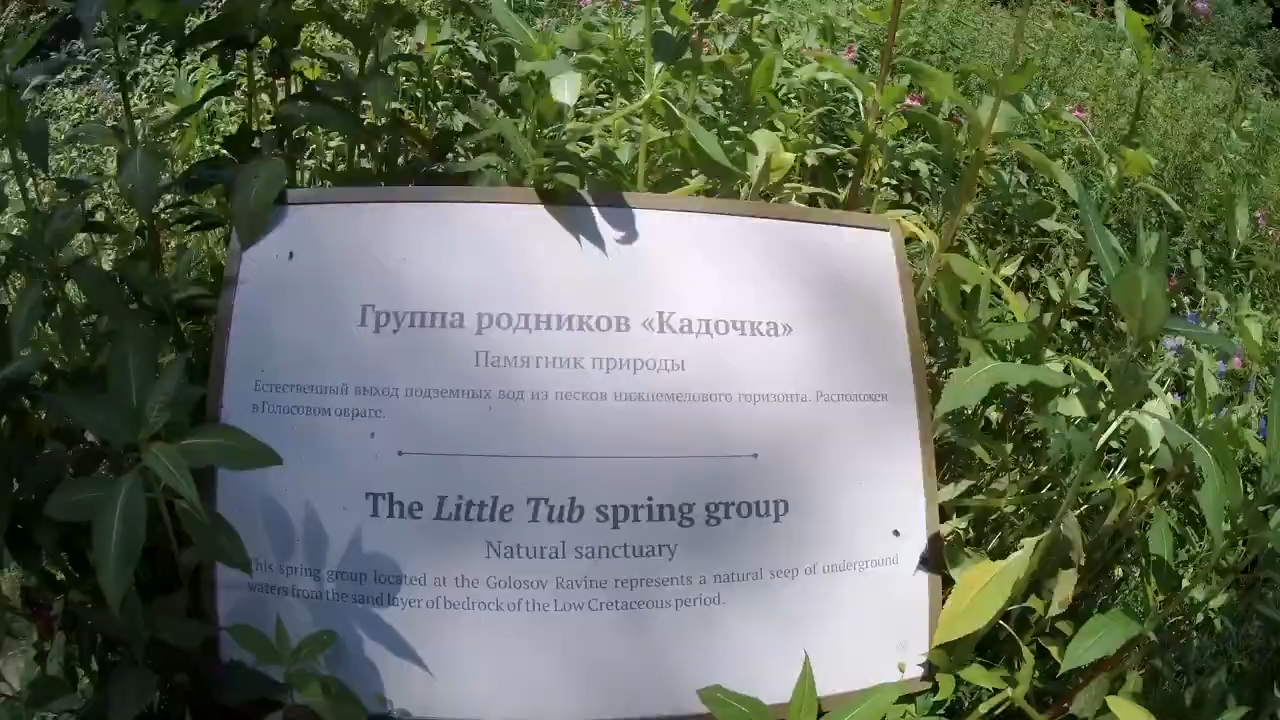 Группа родников «Кадочка»
Памятник природы
Естественный выход подземных вод из песков нижнемелового горизонта. Расположен
в Голосовом овраге.
The Little Tub spring group
Natural sanctuary
This spring group located at the Golosov Ravine represents a natural seep of underground
waters from the sand layer of bedrock of the Low Cretaceous period.